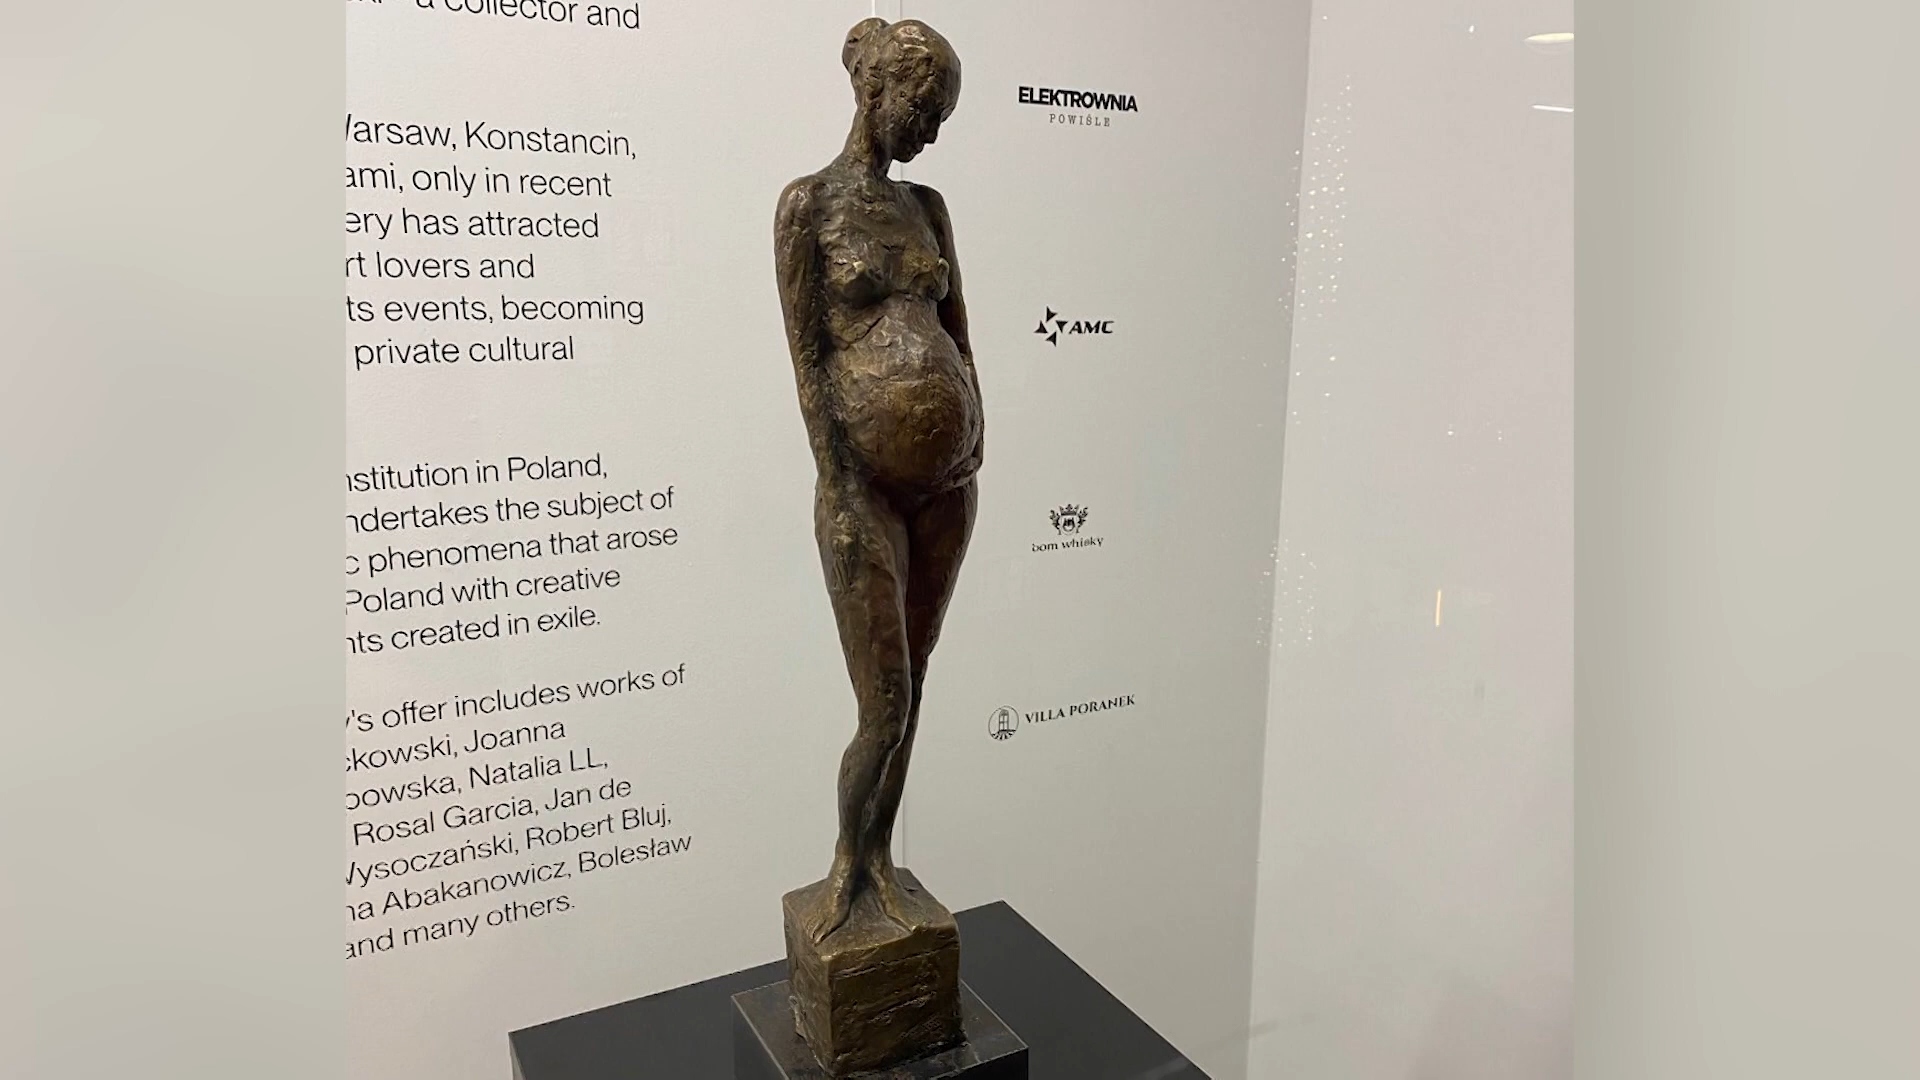 a collector and
Warsaw, Konstancin,
ami, only in recent
ery has attracted
rt lovers and
ts events, becoming
private cultural
nstitution in Poland,
ndertakes the subject of
c phenomena that arose
Poland with creative
nts created in exile.
y's offer includes works of
ckowski, Joanna
bowska, Natalia LL,
Rosal Garcia, Jan de
Wysoczański, Robert Bluj,
na Abakanowicz, Bolesław
and many others.
ELEKTROWNIA
POWIŚLE
AMC
Dom whisky
VILLA PORANEK